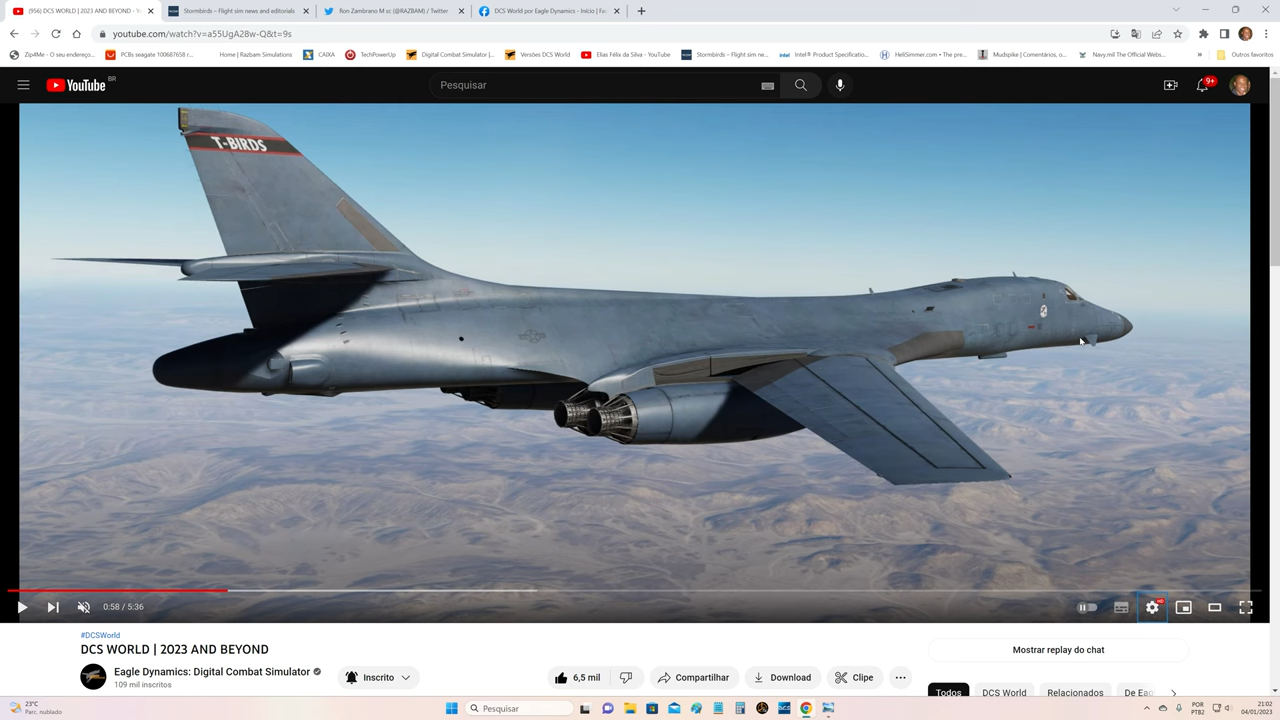 (956) DCS WORLD | 2023 AND BEYOND - Yo
Stormbirds – Flight sim news and editorials
Ron Zambrano M sc (@RAZBAM) / Twitter
DCS World por Eagle Dynamics - Início | Fa
youtube.com/watch?v=a55UgA28w-Q&t=9s
Zip4Me - O seu endereço...
PCBs seagate 100687658 r...
Home | Razbam Simulations
CAIXA
TechPowerUp
Digital Combat Simulator |...
Versões DCS World
Elias Félix da Silva - YouTube
Stormbirds – Flight sim ne...
Intel® Product Specificatio...
HeliSimmer.com • The pre...
Mudspike | Comentários, o...
Navy.mil The Official Webs...
»
Outros favoritos
YouTube BR
Pesquisar
9+
T-BIRDS
0:58 / 5:36
HD
#DCSWorld
DCS WORLD | 2023 AND BEYOND
Eagle Dynamics: Digital Combat Simulator
109 mil inscritos
Inscrito
6,5 mil
Compartilhar
Download
Clipe
Mostrar replay do chat
Todos
DCS World
Relacionados
De Eag
23°C
Parc. nublado
Pesquisar
POR
PTB2
21:02
04/01/2023